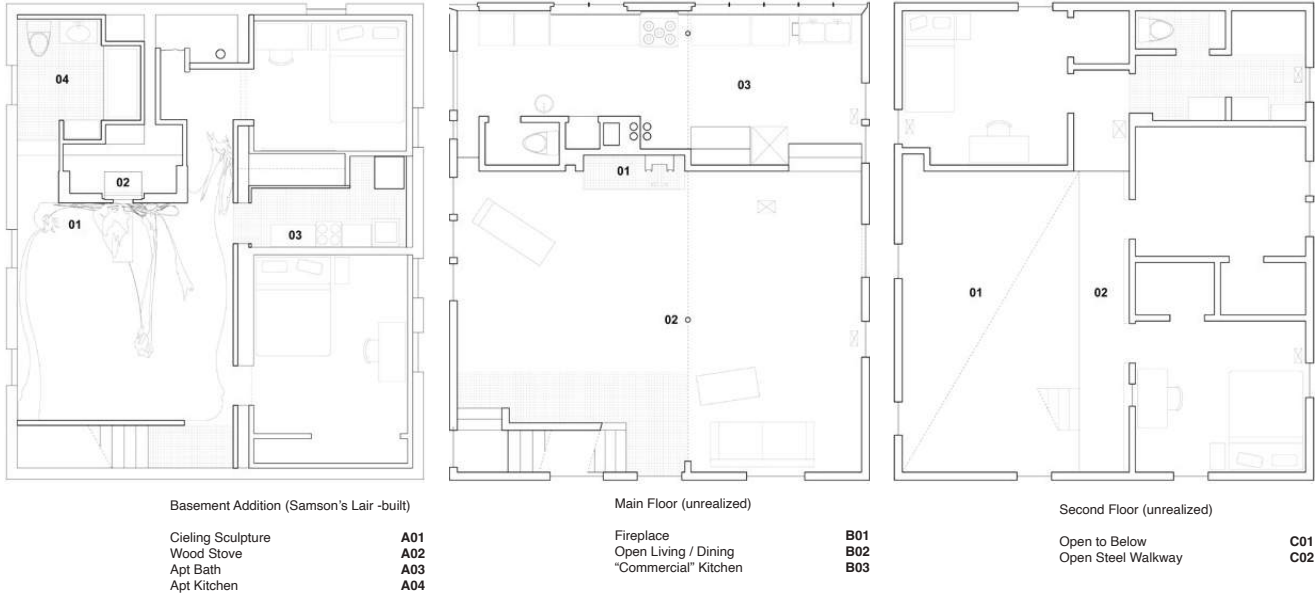 04
02
01
03
03
01
02
01
02
Basement Addition (Samson's Lair -built)
Cieling Sculpture A01
Wood Stove A02
Apt Bath A03
Apt Kitchen A04
Main Floor (unrealized)
Fireplace B01
Open Living / Dining B02
"Commercial" Kitchen B03
Second Floor (unrealized)
Open to Below C01
Open Steel Walkway C02